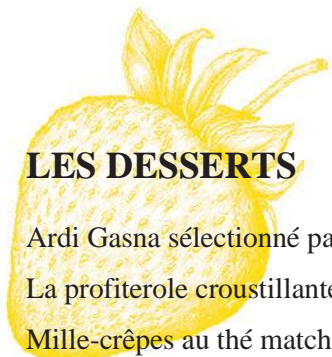 LES DESSERTS
Ardi Gasna sélectionné
La profiterole croustillante
Mille-crêpes au thé